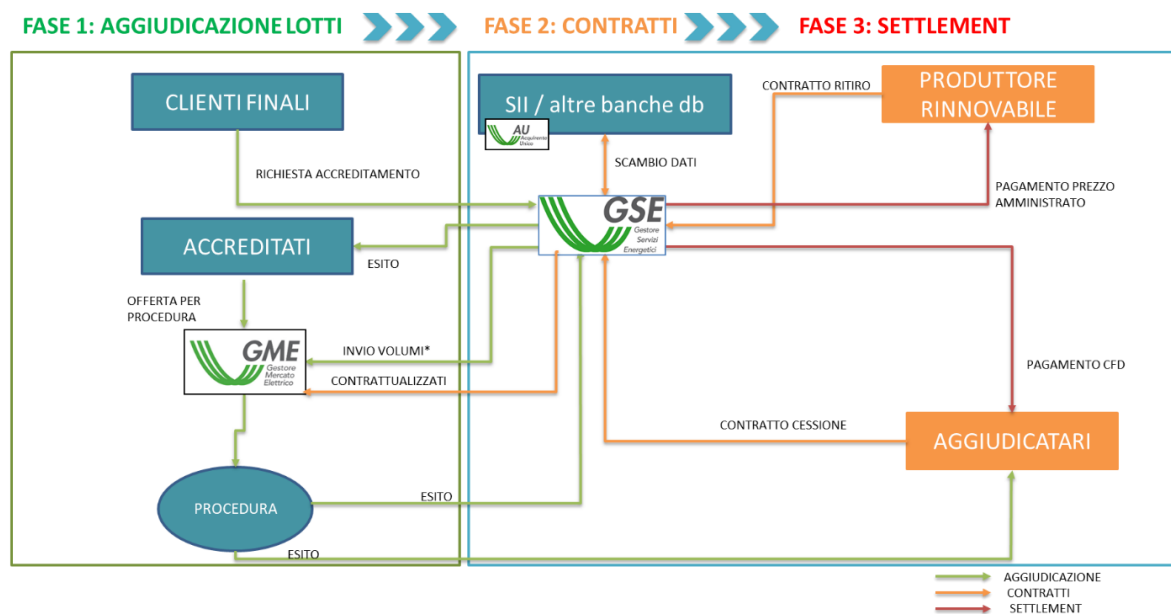 FASE 1: AGGIUDICAZIONE LOTTI
FASE 2: CONTRATTI
FASE 3: SETTLEMENT
CLIENTI FINALI
SII / altre banche db
AU
Acquirente
Unico
CONTRATTO RITIRO
PRODUTTORE
RINNOVABILE
SCAMBIO DATI
RICHIESTA ACCREDITAMENTO
PAGAMENTO PREZZO
AMMINISTRATO
GSE
Gestore
Servizi
Energetici
ACCREDITATI
ESITO
OFFERTA PER
PROCEDURA
GME
Gestore
Mercato
Elettrico
INVIO VOLUMI*
CONTRATTUALIZZATI
PAGAMENTO CFD
CONTRATTO CESSIONE
AGGIUDICATARI
PROCEDURA
ESITO
ESITO
AGGIUDICAZIONE
CONTRATTI
SETTLEMENT